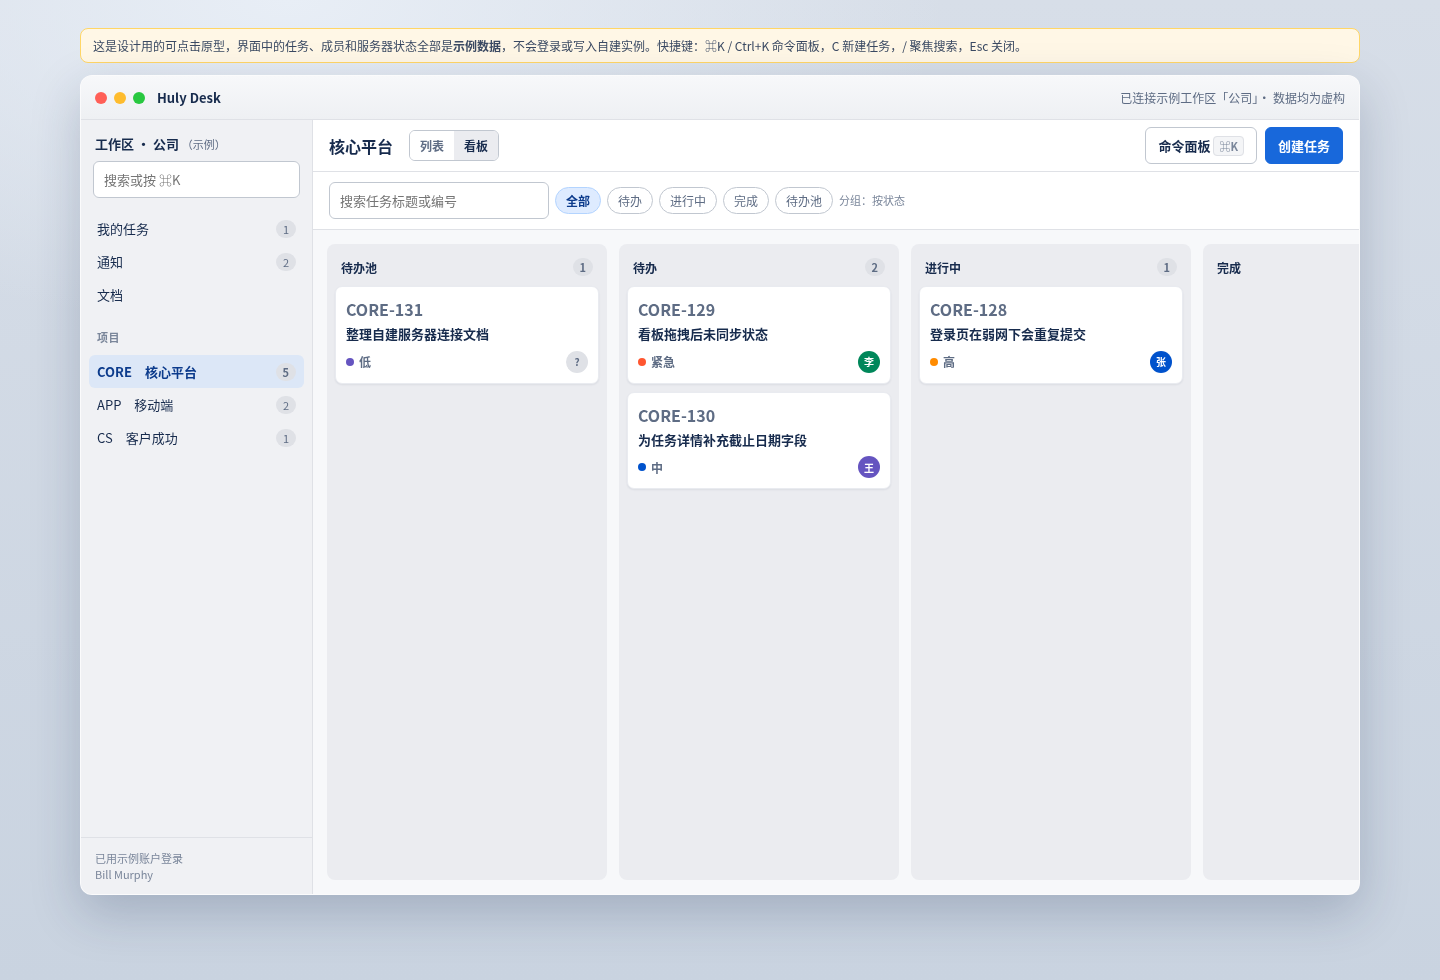 这是设计用的可点击原型，界面中的任务、成员和服务器状态全部是示例数据，不会登录或写入自建实例。快捷键：⌘K / Ctrl+K 命令面板，C 新建任务，/ 聚焦搜索，Esc 关闭。
Huly Desk
已连接示例工作区「公司」· 数据均为虚构
工作区 · 公司 （示例）
搜索或按 ⌘K
我的任务 1
通知 2
文档
项目
CORE 核心平台 5
APP 移动端 2
CS 客户成功 1
已用示例账户登录
Bill Murphy
核心平台 列表 看板 命令面板 ⌘K 创建任务
搜索任务标题或编号 全部 待办 进行中 完成 待办池 分组：按状态
待办池 1
CORE-131
整理自建服务器连接文档
低 ?
待办 2
CORE-129
看板拖拽后未同步状态
紧急 李
CORE-130
为任务详情补充截止日期字段
中 王
进行中 1
CORE-128
登录页在弱网下会重复提交
高 张
完成